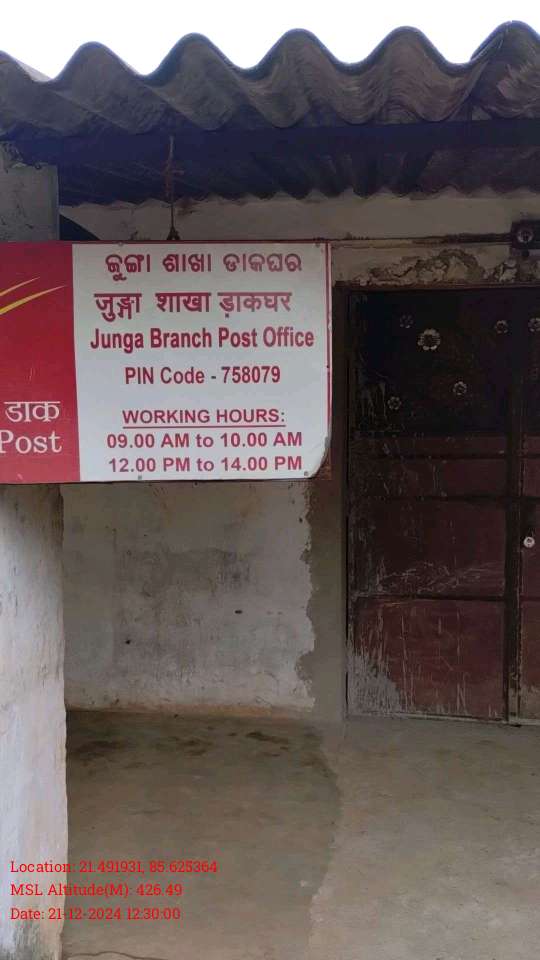 ଜୁଙ୍ଗା ଶାଖା ଡାକଘର
जुङ्गा शाखा ड़ाकघर
Junga Branch Post Office
PIN Code - 758079
WORKING HOURS:
09.00 AM to 10.00 AM
12.00 PM to 14.00 PM
डाक
Post
Location: 21.491931, 85.625364
MSL Altitude(M): 426.49
Date: 21-12-2024 12:30:00